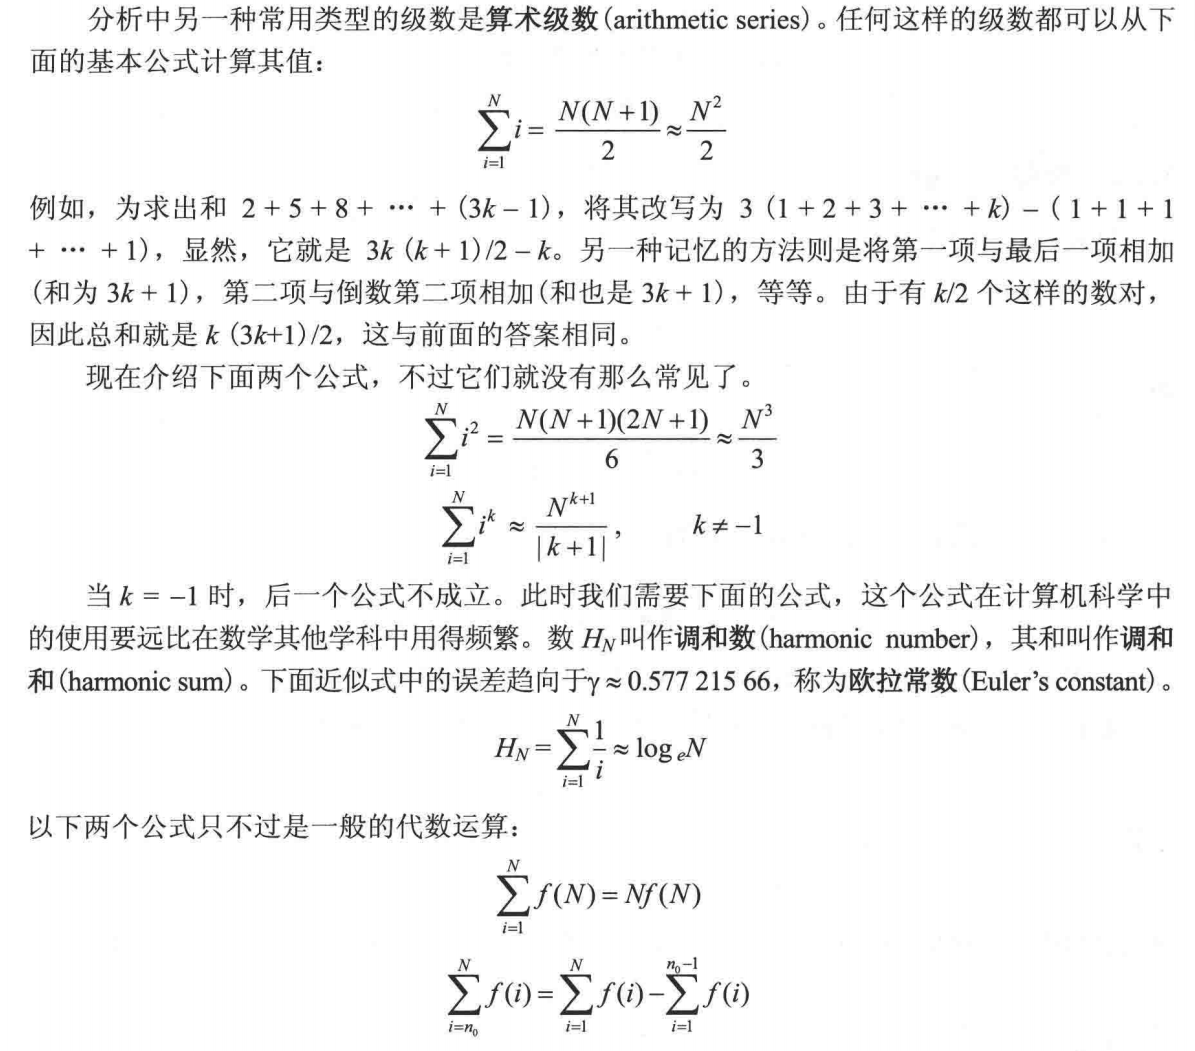 分析中另一种常用类型的级数是算术级数(arithmetic series)。任何这样的级数都可以从下
面的基本公式计算其值：
\sum_{i=1}^{N} i = \frac{N(N+1)}{2} ≈ \frac{N^2}{2}
例如，为求出和 2 + 5 + 8 + ⋯ + (3k – 1)，将其改写为 3 (1 + 2 + 3 + ⋯ + k) – ( 1 + 1 + 1
+ ⋯ + 1)，显然，它就是 3k (k + 1)/2 – k。另一种记忆的方法则是将第一项与最后一项相加
(和为 3k + 1)，第二项与倒数第二项相加(和也是 3k + 1)，等等。由于有 k/2 个这样的数对，
因此总和就是 k (3k+1)/2，这与前面的答案相同。
现在介绍下面两个公式，不过它们就没有那么常见了。
\sum_{i=1}^{N} i^2 = \frac{N(N+1)(2N+1)}{6} ≈ \frac{N^3}{3}
\sum_{i=1}^{N} i^k ≈ \frac{N^{k+1}}{|k+1|}, k ≠ –1
当 k = –1 时，后一个公式不成立。此时我们需要下面的公式，这个公式在计算机科学中
的使用要远比在数学其他学科中用得频繁。数 H_N 叫作调和数(harmonic number)，其和叫作调和
和(harmonic sum)。下面近似式中的误差趋向于γ ≈ 0.577 215 66，称为欧拉常数(Euler's constant)。
H_N = \sum_{i=1}^{N} \frac{1}{i} ≈ \log_e N
以下两个公式只不过是一般的代数运算：
\sum_{i=1}^{N} f(N) = Nf(N)
\sum_{i=n_0}^{N} f(i) = \sum_{i=1}^{N} f(i) – \sum_{i=1}^{n_0–1} f(i)